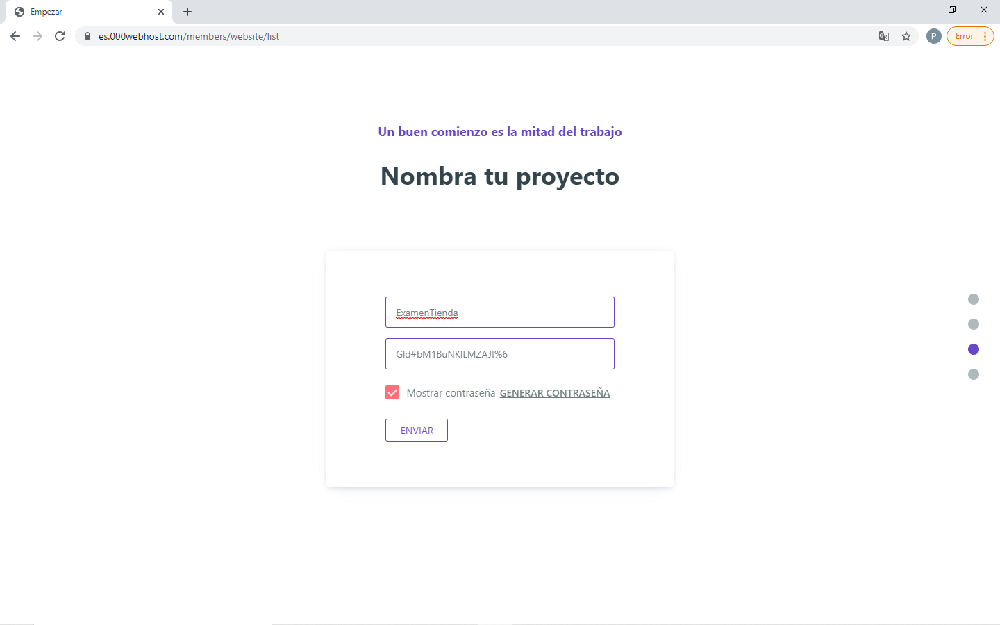 Empezar
es.000webhost.com/members/website/list
P
Error
Un buen comienzo es la mitad del trabajo
Nombra tu proyecto
ExamenTienda
GId#bM1BuNKILMZAJ!%6
Mostrar contraseña GENERAR CONTRASEÑA
ENVIAR